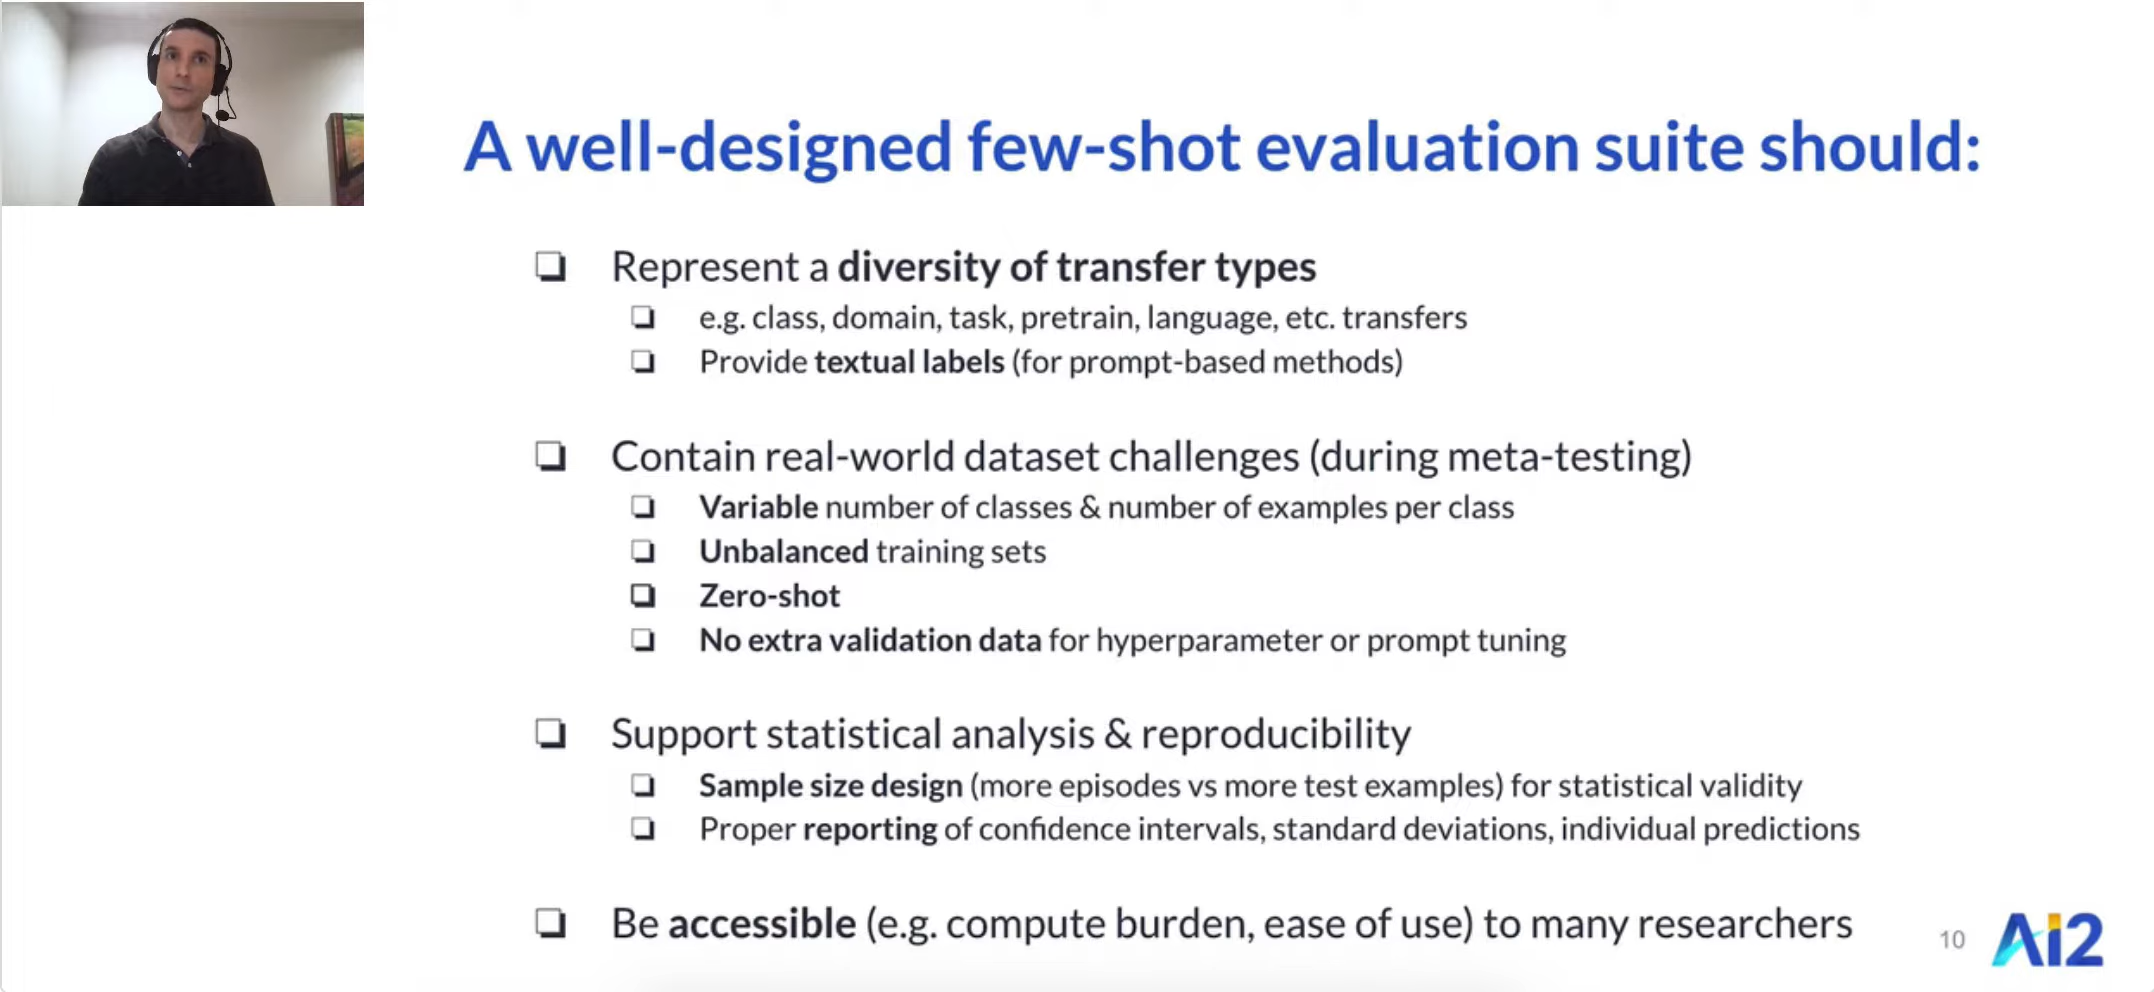 A well-designed few-shot evaluation suite should:
Represent a diversity of transfer types
e.g. class, domain, task, pretrain, language, etc. transfers
Provide textual labels (for prompt-based methods)
Contain real-world dataset challenges (during meta-testing)
Variable number of classes & number of examples per class
Unbalanced training sets
Zero-shot
No extra validation data for hyperparameter or prompt tuning
Support statistical analysis & reproducibility
Sample size design (more episodes vs more test examples) for statistical validity
Proper reporting of confidence intervals, standard deviations, individual predictions
Be accessible (e.g. compute burden, ease of use) to many researchers
10
Ai2